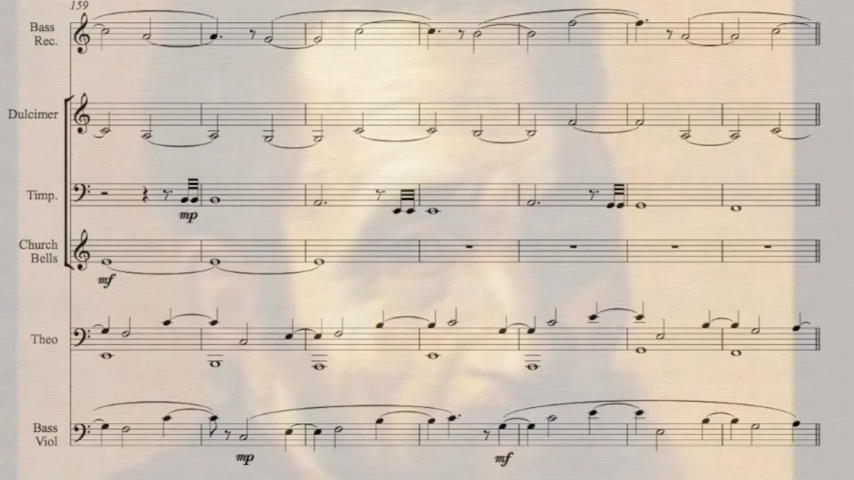 159
Bass
Rec.
Dulcimer
Timp.
mp
Church
Bells
mf
Theo
Bass
Viol
mp
mf